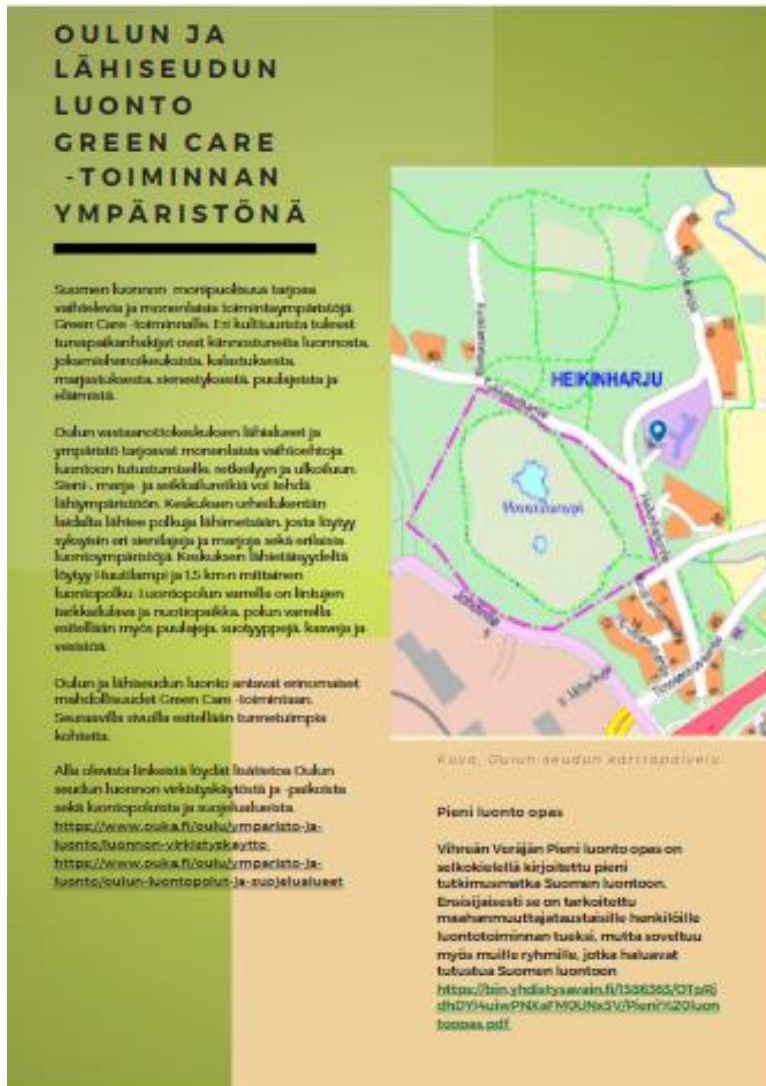 OULUN JA
LÄHISEUDUN
LUONTO
GREEN CARE
-TOIMINNAN
YMPÄRISTÖNÄ
Suomen luonnon monipuolisuus tarjoaa
vaihtelevia ja monenlaisia toimintaympäristöjä
Green Care -toiminnalle. Eri kulttuurista tulevat
turvapaikanhakijat ovat kiinnostuneita luonnosta,
jokamiehenoikeuksista, kalastuksesta,
marjastuksesta, sienestyksestä, puulajeista ja
eläimistä.
Oulun vastaanottokeskuksen lähialueet ja
ympäristö tarjoavat monenlaisia vaihtoehtoja
luontoon tutustumiselle, retkeilyyn ja ulkoiluun.
Sieni-, marja- ja seikkailuretkiä voi tehdä
lähiympäristöön. Keskuksen urheilukentän
laidalta lähtee polkuja lähimetsään, josta löytyy
syksyisin eri sienilajeja ja marjoja sekä erilaisia
luontoympäristöjä. Keskuksen lähietäisyydeltä
löytyy Huutilampi ja 1,5 km:n mittainen
luontopolku. Luontopolun varrella on lintujen
tarkkailulava ja nuotiopaikka, polun varrella
esitellään myös puulajeja, suotyyppejä, kasveja ja
vesistöä.
Oulun ja lähiseudun luonto antavat erinomaiset
mahdollisuudet Green Care -toimintaan.
Seuraavilla sivuilla esitellään tunnetuimpia
kohteita.
Alla olevista linkeistä löydät lisätietoa Oulun
seudun luonnon virkistyskäytöstä ja -paikoista
sekä luontopoluista ja suojelualueista.
https://www.ouka.fi/oulu/ymparisto-ja-
luonto/luonnon-virkistyskaytto
https://www.ouka.fi/oulu/ymparisto-ja-
luonto/oulun-luontopolut-ja-suojelualueet
HEIKINHARJU
Huutilampi
Kuva, Oulun seudun karttapalvelu
Pieni luonto opas
Vihreän Veräjän Pieni luonto opas on
selkokielellä kirjoitettu pieni
tutkimusmatka Suomen luontoon.
Ensisijaisesti se on tarkoitettu
maahanmuuttajataustaisille henkilöille
luontotoiminnan tueksi, mutta soveltuu
myös muille ryhmille, jotka haluavat
tutustua Suomen luontoon